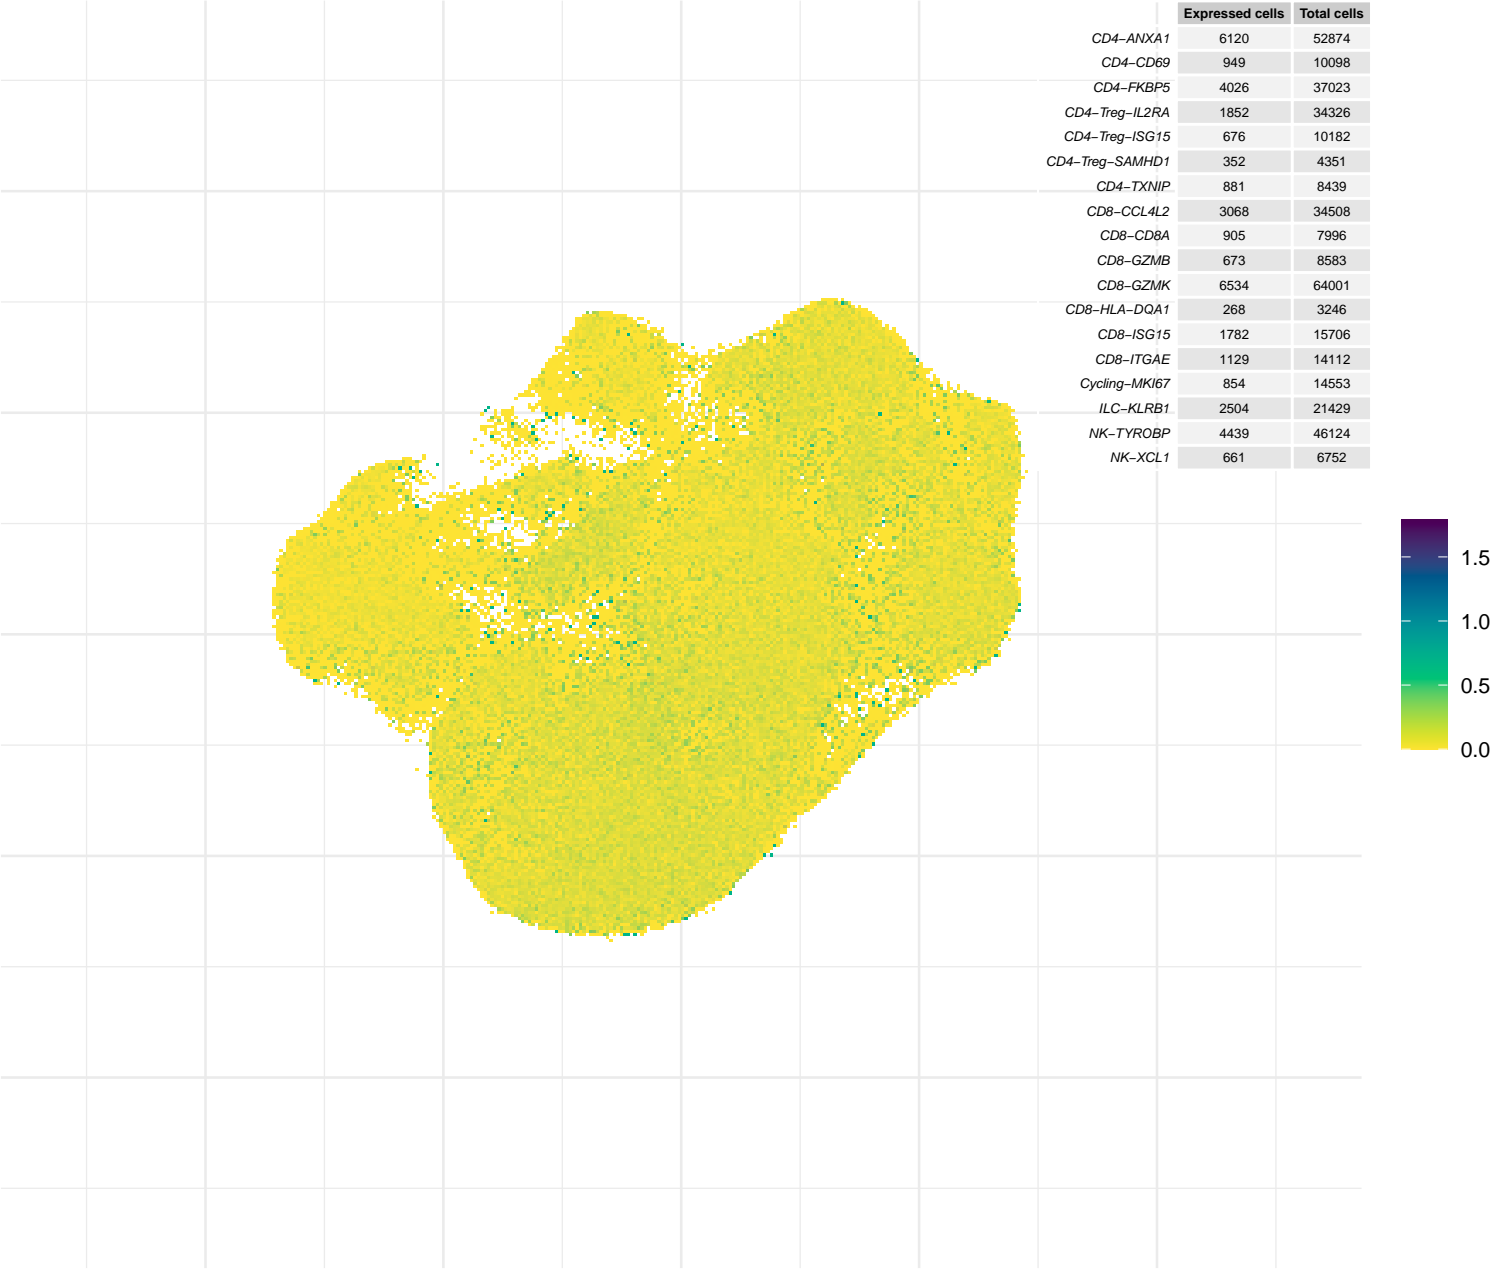 Expressed cells Total cells
CD4−ANXA1 6120 52874
CD4−CD69 949 10098
CD4−FKBP5 4026 37023
CD4−Treg−IL2RA 1852 34326
CD4−Treg−ISG15 676 10182
CD4−Treg−SAMHD1 352 4351
CD4−TXNIP 881 8439
CD8−CCL4L2 3068 34508
CD8−CD8A 905 7996
CD8−GZMB 673 8583
CD8−GZMK 6534 64001
CD8−HLA−DQA1 268 3246
CD8−ISG15 1782 15706
CD8−ITGAE 1129 14112
Cycling−MKI67 854 14553
ILC−KLRB1 2504 21429
NK−TYROBP 4439 46124
NK−XCL1 661 6752
1.5
1.0
0.5
0.0